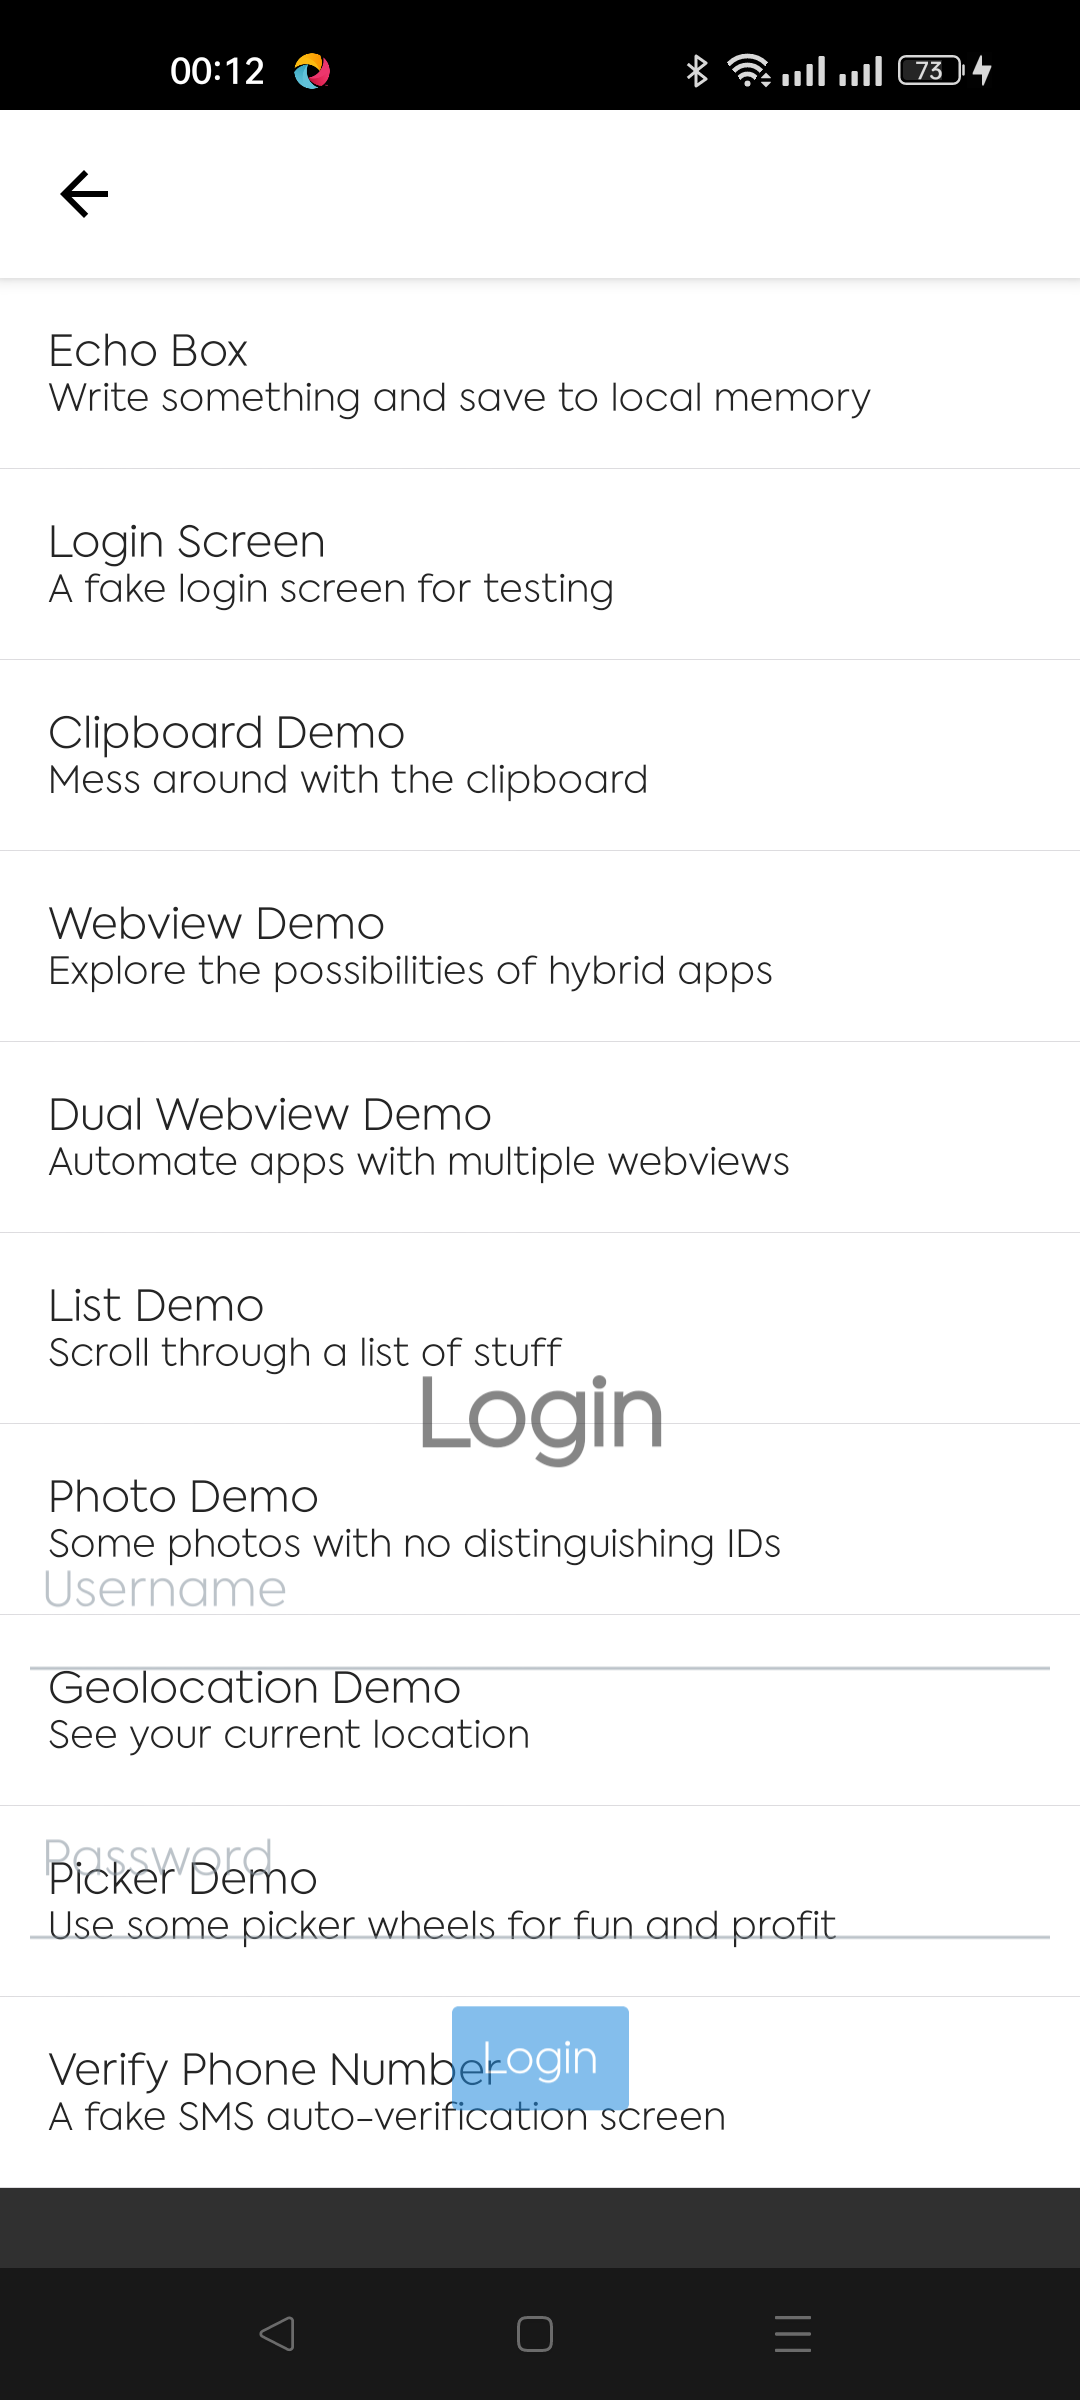 00:12
73
Echo Box
Write something and save to local memory
Login Screen
A fake login screen for testing
Clipboard Demo
Mess around with the clipboard
Webview Demo
Explore the possibilities of hybrid apps
Dual Webview Demo
Automate apps with multiple webviews
List Demo
Scroll through a list of stuff
Login
Photo Demo
Some photos with no distinguishing IDs
Username
Geolocation Demo
See your current location
Password
Picker Demo
Use some picker wheels for fun and profit
Login
Verify Phone Number
A fake SMS auto-verification screen